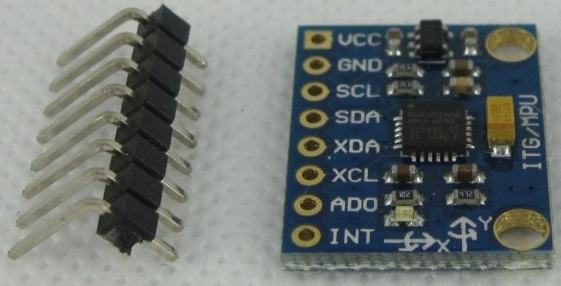 VCC
GND
SCL
SDA
XDA
XCL
ADO
INT
ITG/MPU
X
Y